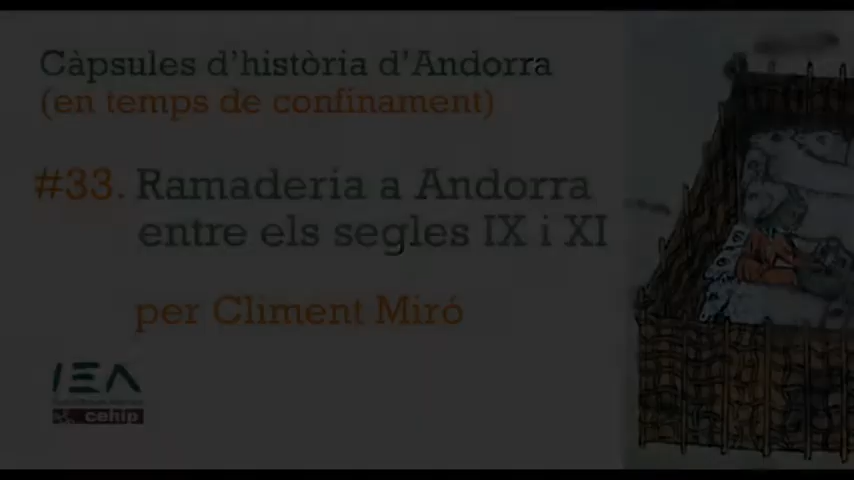 Càpsules d'història d'Andorra
(en temps de confinament)
#33. Ramaderia a Andorra
entre els segles IX i XI
per Climent Miró
IEA
cehip